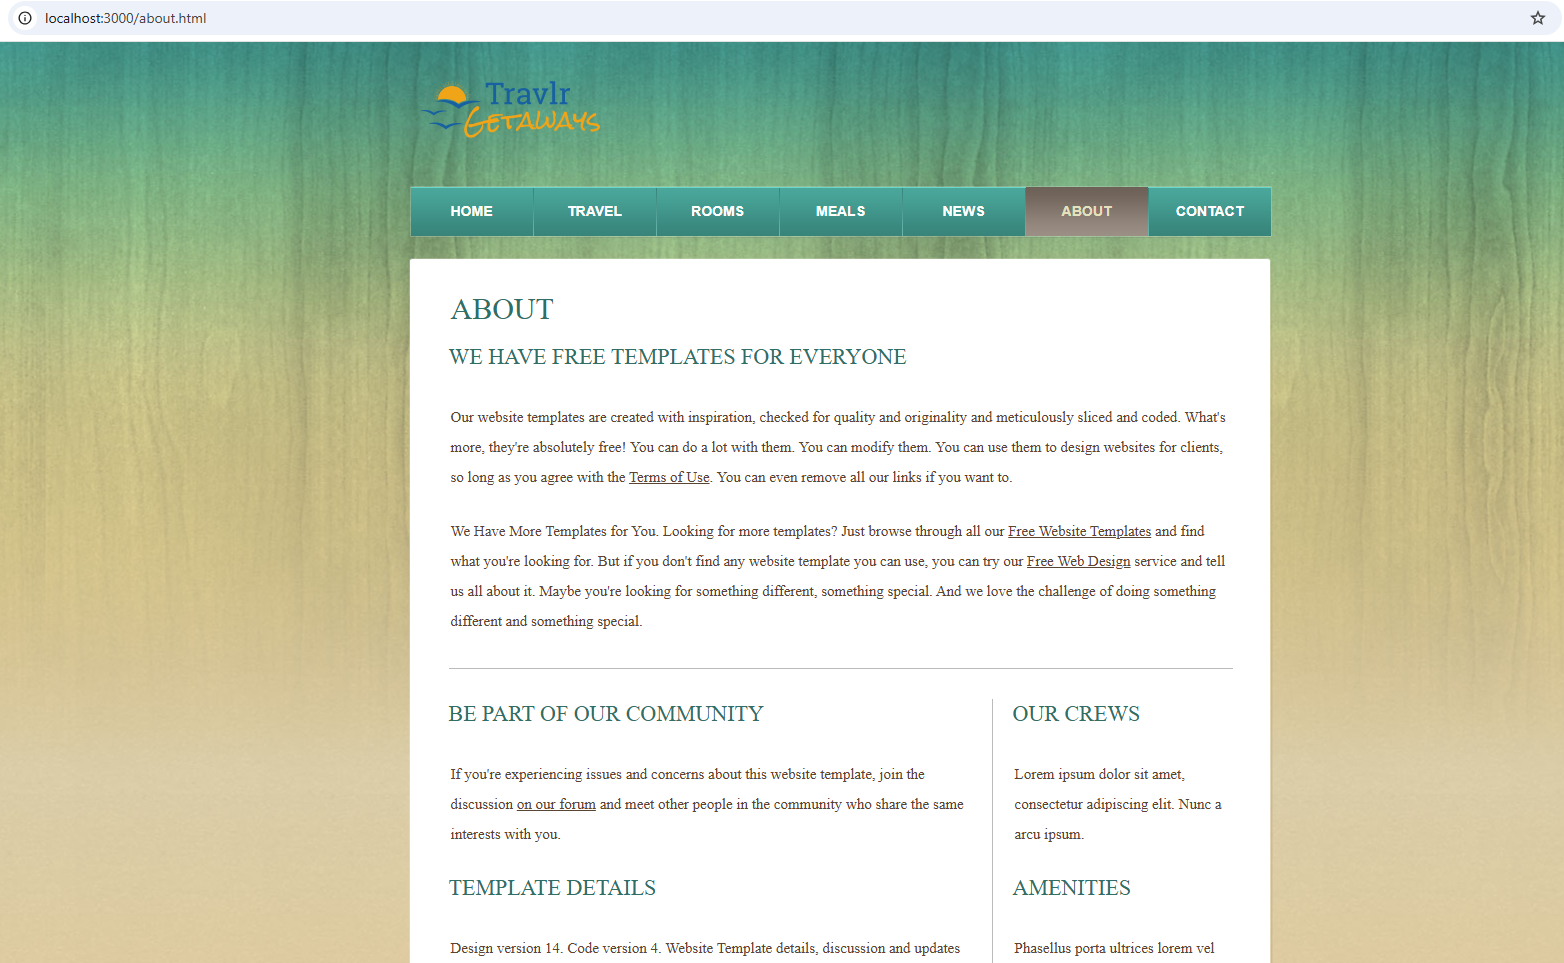 localhost:3000/about.html
Travlr
Getaways
HOME TRAVEL ROOMS MEALS NEWS ABOUT CONTACT
ABOUT
WE HAVE FREE TEMPLATES FOR EVERYONE
Our website templates are created with inspiration, checked for quality and originality and meticulously sliced and coded. What's
more, they're absolutely free! You can do a lot with them. You can modify them. You can use them to design websites for clients,
so long as you agree with the Terms of Use. You can even remove all our links if you want to.
We Have More Templates for You. Looking for more templates? Just browse through all our Free Website Templates and find
what you're looking for. But if you don't find any website template you can use, you can try our Free Web Design service and tell
us all about it. Maybe you're looking for something different, something special. And we love the challenge of doing something
different and something special.
BE PART OF OUR COMMUNITY
If you're experiencing issues and concerns about this website template, join the
discussion on our forum and meet other people in the community who share the same
interests with you.
TEMPLATE DETAILS
Design version 14. Code version 4. Website Template details, discussion and updates
OUR CREWS
Lorem ipsum dolor sit amet,
consectetur adipiscing elit. Nunc a
arcu ipsum.
AMENITIES
Phasellus porta ultrices lorem vel